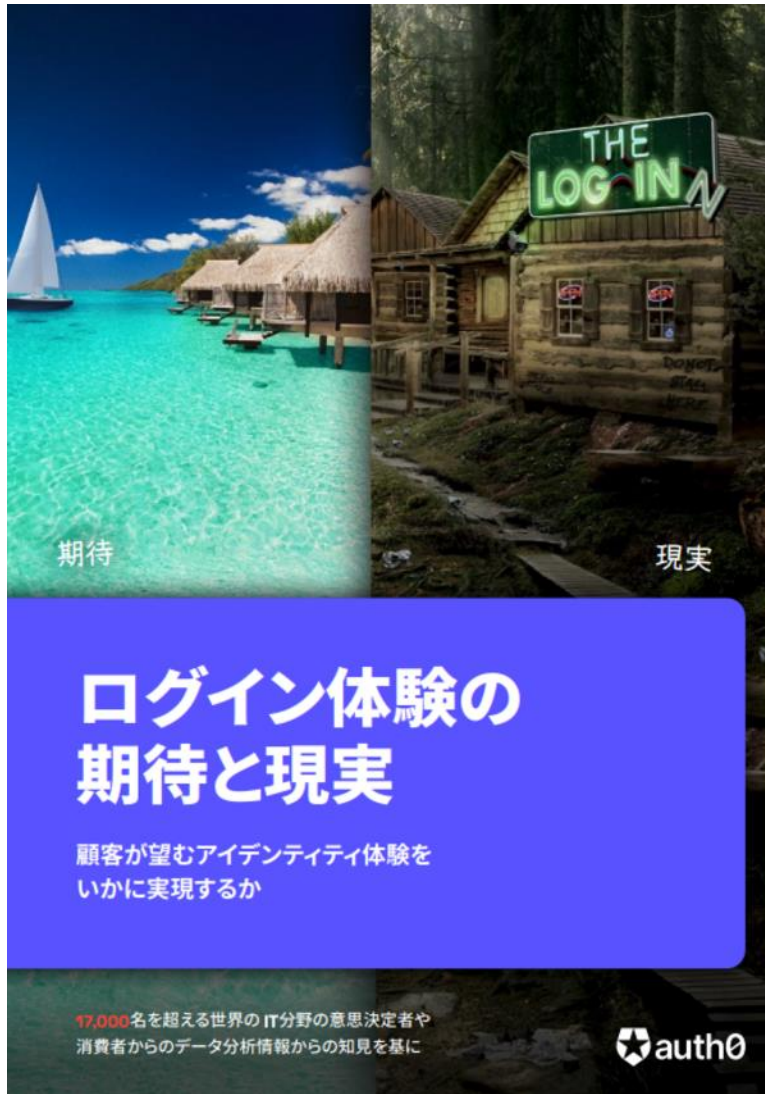 THE
LOG IN N
期待
現実
ログイン体験の
期待と現実
顧客が望むアイデンティティ体験を
いかに実現するか
17,000名を超える世界の IT分野の意思決定者や
消費者からのデータ分析情報からの知見を基に
auth0